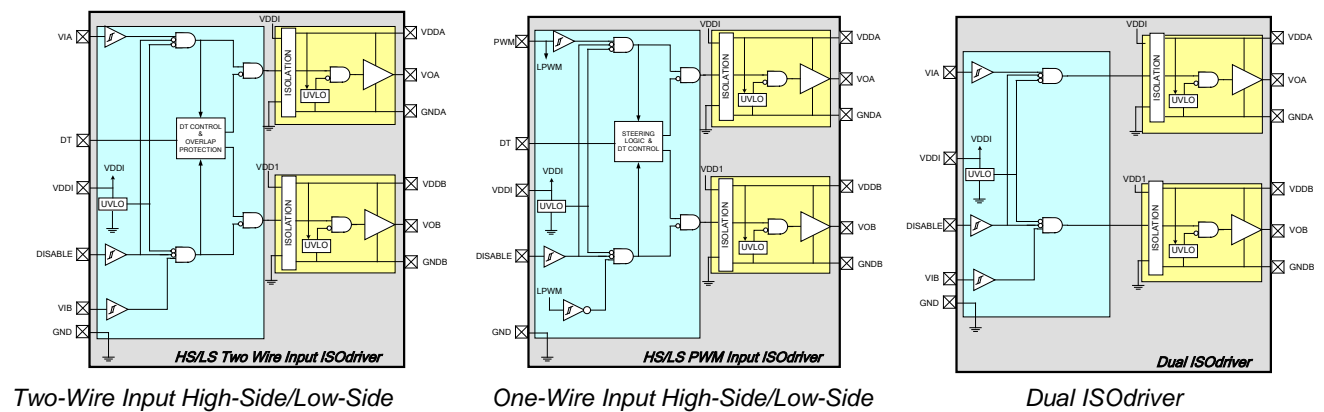 VDDI
VIA
VDDA
ISOLATION
VOA
UVLO
GNDA
DT CONTROL
&
OVERLAP
PROTECTION
DT
VDDI
VDDI
UVLO
VDD1
ISOLATION
VDDB
VOB
UVLO
GNDB
DISABLE
VIB
GND
HS/LS Two Wire Input ISOdriver
Two-Wire Input High-Side/Low-Side
VDDI
PWM
LPWM
VDDA
ISOLATION
VOA
UVLO
GNDA
STEERING
LOGIC &
DT CONTROL
DT
VDDI
VDDI
UVLO
VDD1
ISOLATION
VDDB
VOB
UVLO
GNDB
DISABLE
LPWM
GND
HS/LS PWM Input ISOdriver
One-Wire Input High-Side/Low-Side
VDDI
VIA
VDDA
ISOLATION
VOA
UVLO
GNDA
VDDI
VDDI
UVLO
VDD1
ISOLATION
VDDB
VOB
UVLO
GNDB
DISABLE
VIB
GND
Dual ISOdriver
Dual ISOdriver